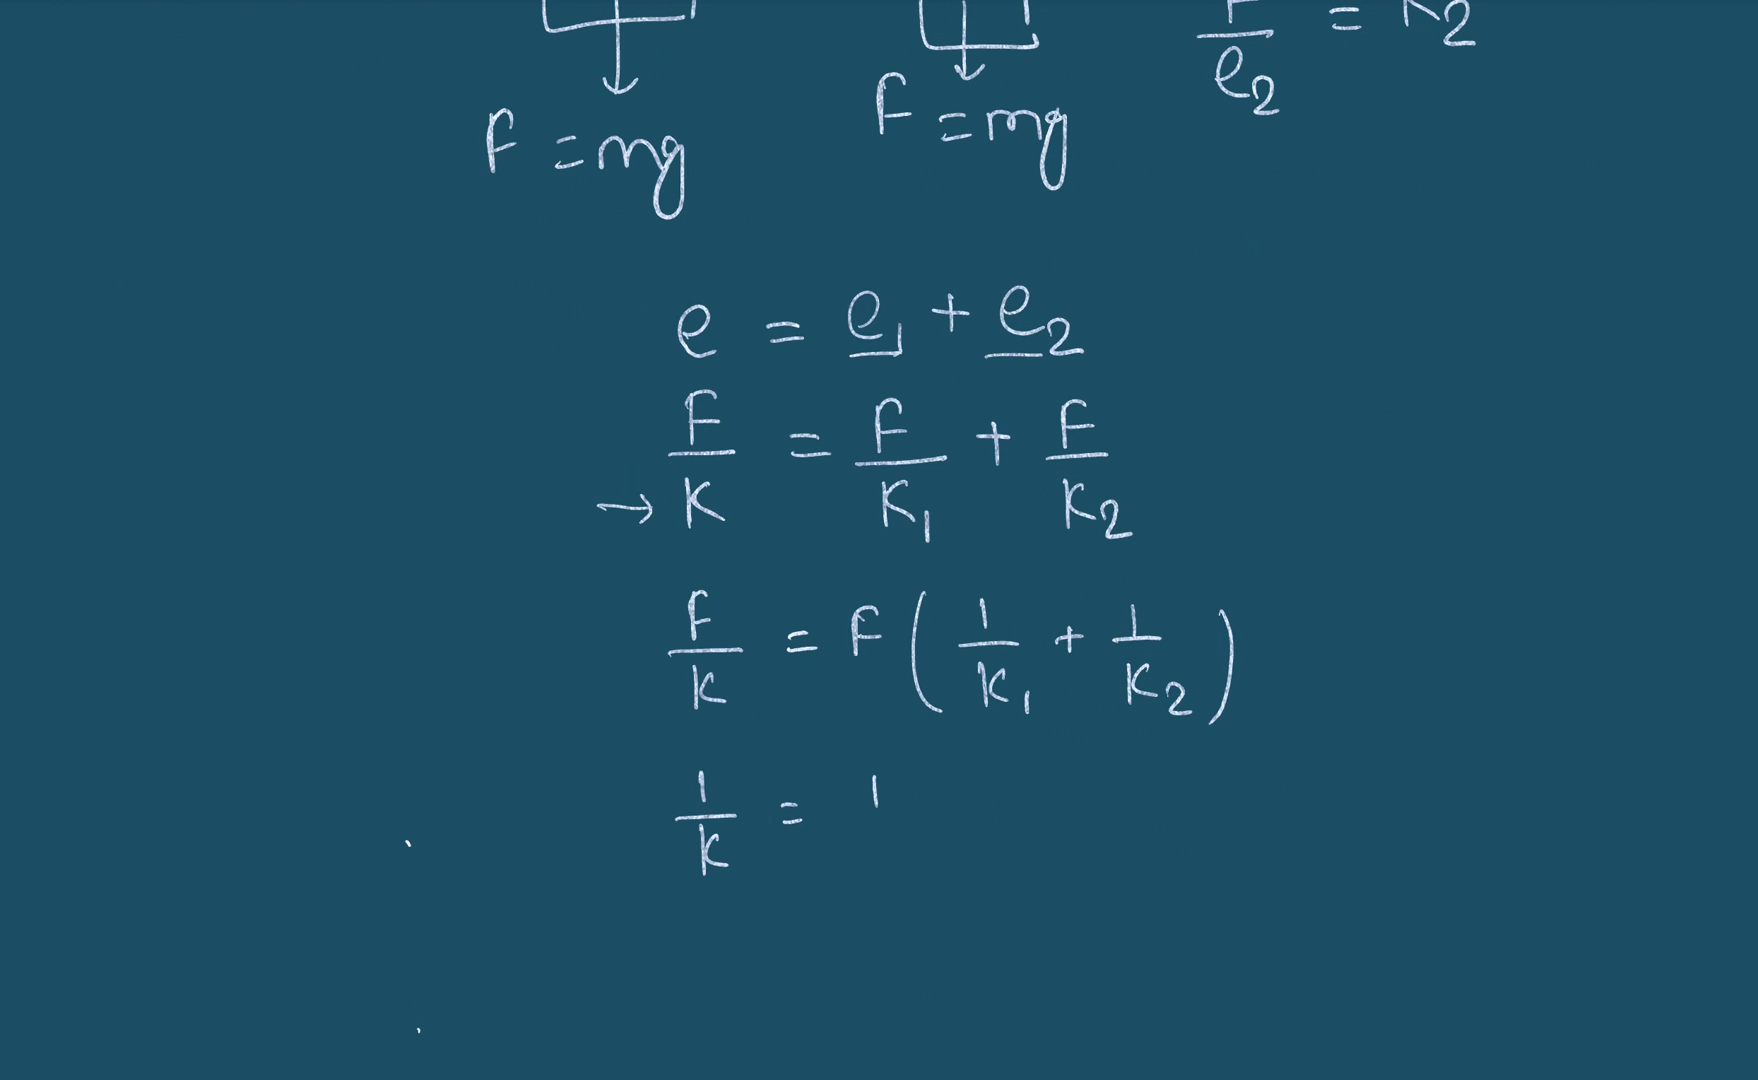 F/e2 = K2
F = mg
F = mg
e = e1 + e2
→ F/K = F/K1 + F/K2
F/K = F(1/K1 + 1/K2)
1/K = 1